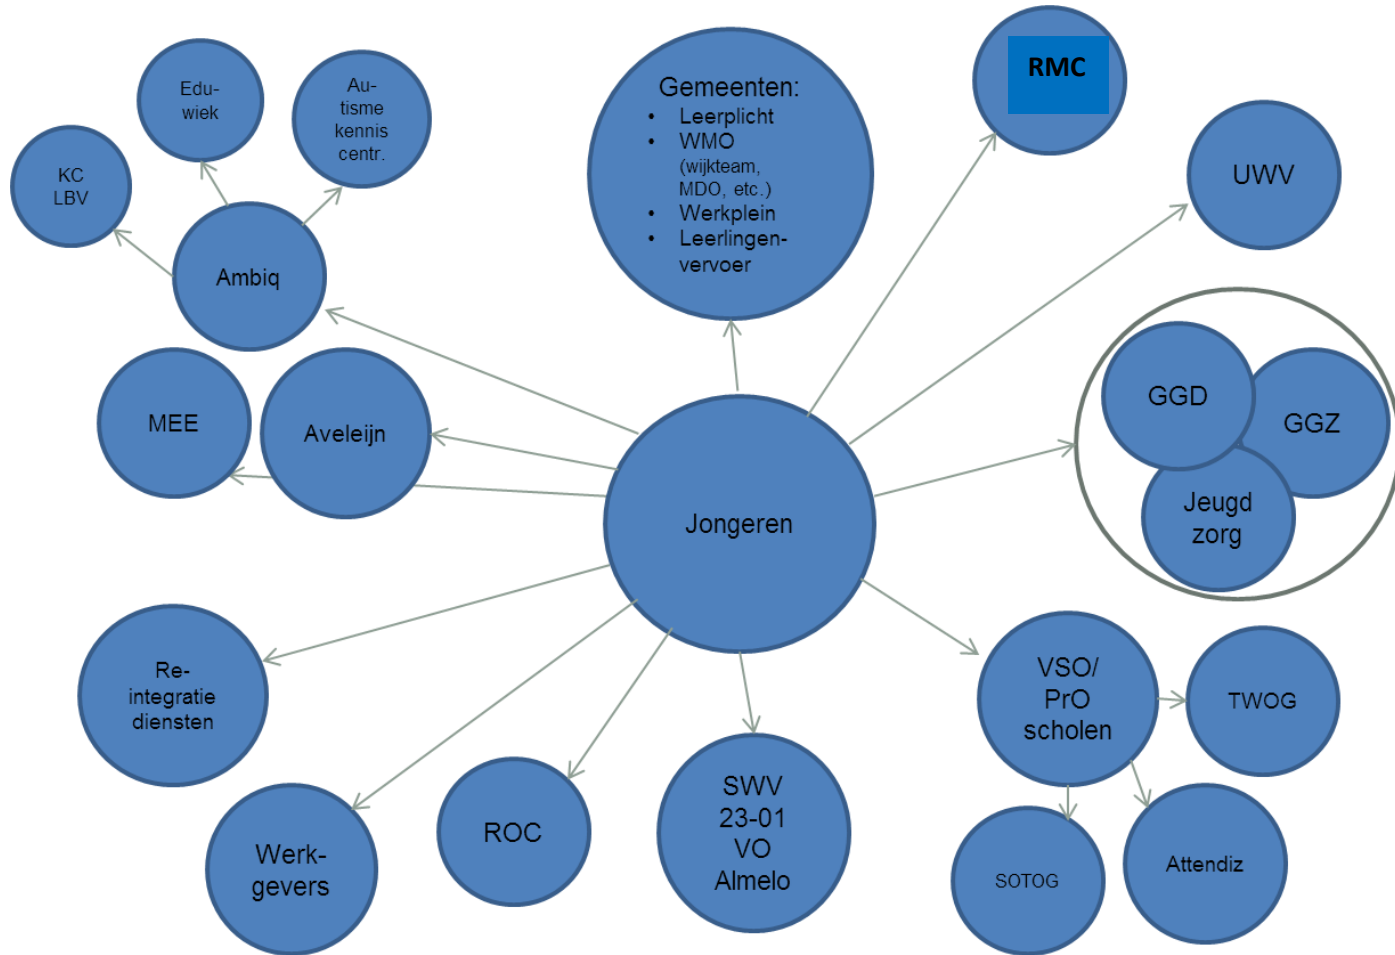 Edu-
wiek
Au-
tisme
kennis
centr.
KC
LBV
Ambiq
Gemeenten:
• Leerplicht
• WMO
(wijkteam,
MDO, etc.)
• Werkplein
• Leerlingen-
vervoer
RMC
UWV
MEE
Aveleijn
GGD
GGZ
Jeugd
zorg
Jongeren
Re-
integratie
diensten
Werk-
gevers
ROC
SWV
23-01
VO
Almelo
VSO/
PrO
scholen
TWOG
SOTOG
Attendiz